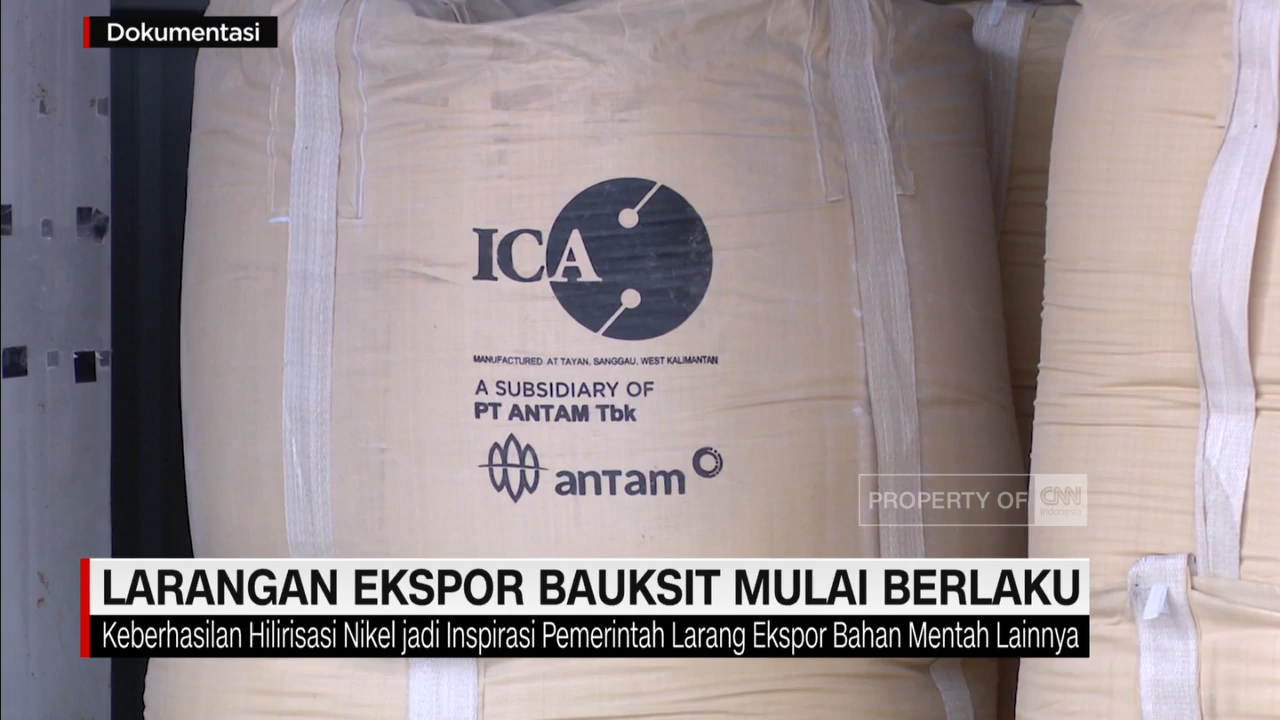 Dokumentasi
ICA
MANUFACTURED AT TAYAN, SANGGAU, WEST KALIMANTAN
A SUBSIDIARY OF
PT ANTAM Tbk
antam
PROPERTY OF CNN Indonesia
LARANGAN EKSPOR BAUKSIT MULAI BERLAKU
Keberhasilan Hilirisasi Nikel jadi Inspirasi Pemerintah Larang Ekspor Bahan Mentah Lainnya